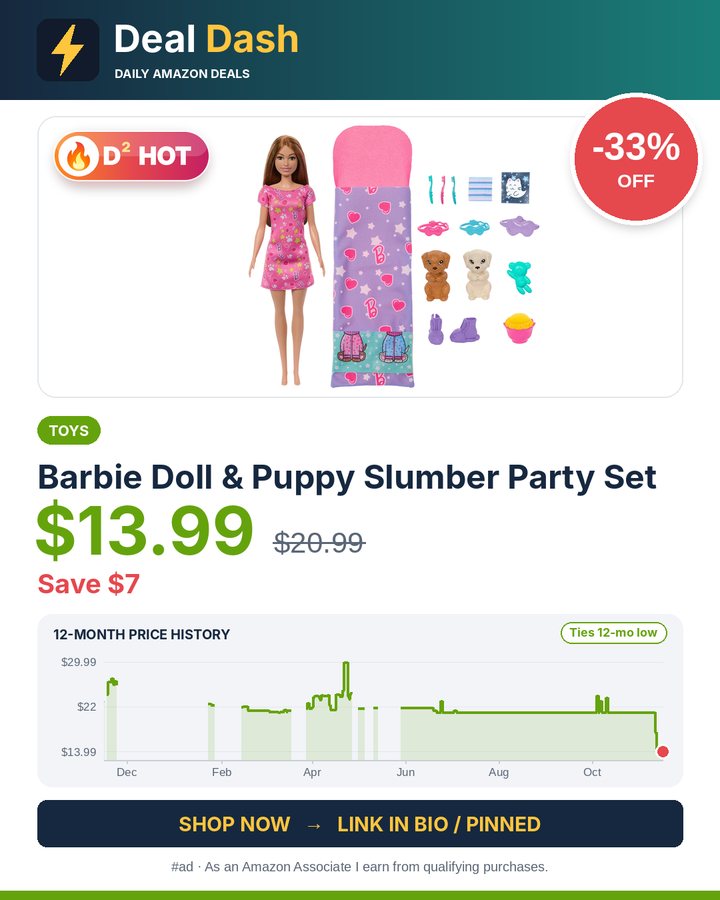 Deal Dash
DAILY AMAZON DEALS
D² HOT
-33%
OFF
B
B
B
B
TOYS
Barbie Doll & Puppy Slumber Party Set
$13.99 $20.99
Save $7
12-MONTH PRICE HISTORY
Ties 12-mo low
$29.99
$22
$13.99
Dec Feb Apr Jun Aug Oct
SHOP NOW → LINK IN BIO / PINNED
#ad · As an Amazon Associate I earn from qualifying purchases.